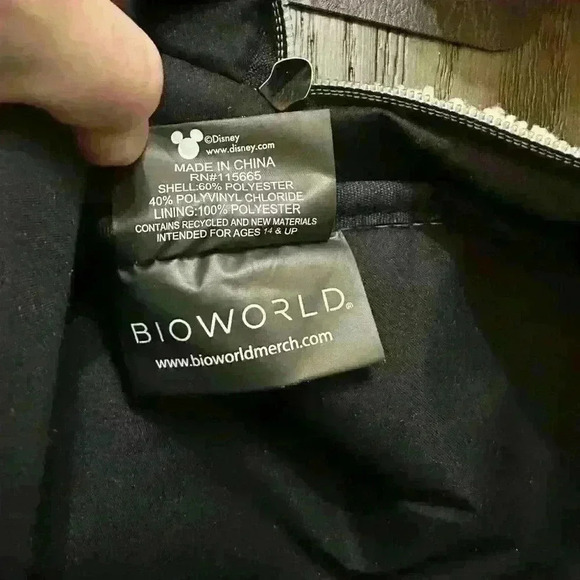 ©Disney
www.disney.com
MADE IN CHINA
RN#115665
SHELL:60% POLYESTER
40% POLYVINYL CHLORIDE
LINING:100% POLYESTER
CONTAINS RECYCLED AND NEW MATERIALS
INTENDED FOR AGES 14 & UP
BIOWORLD®
www.bioworldmerch.com